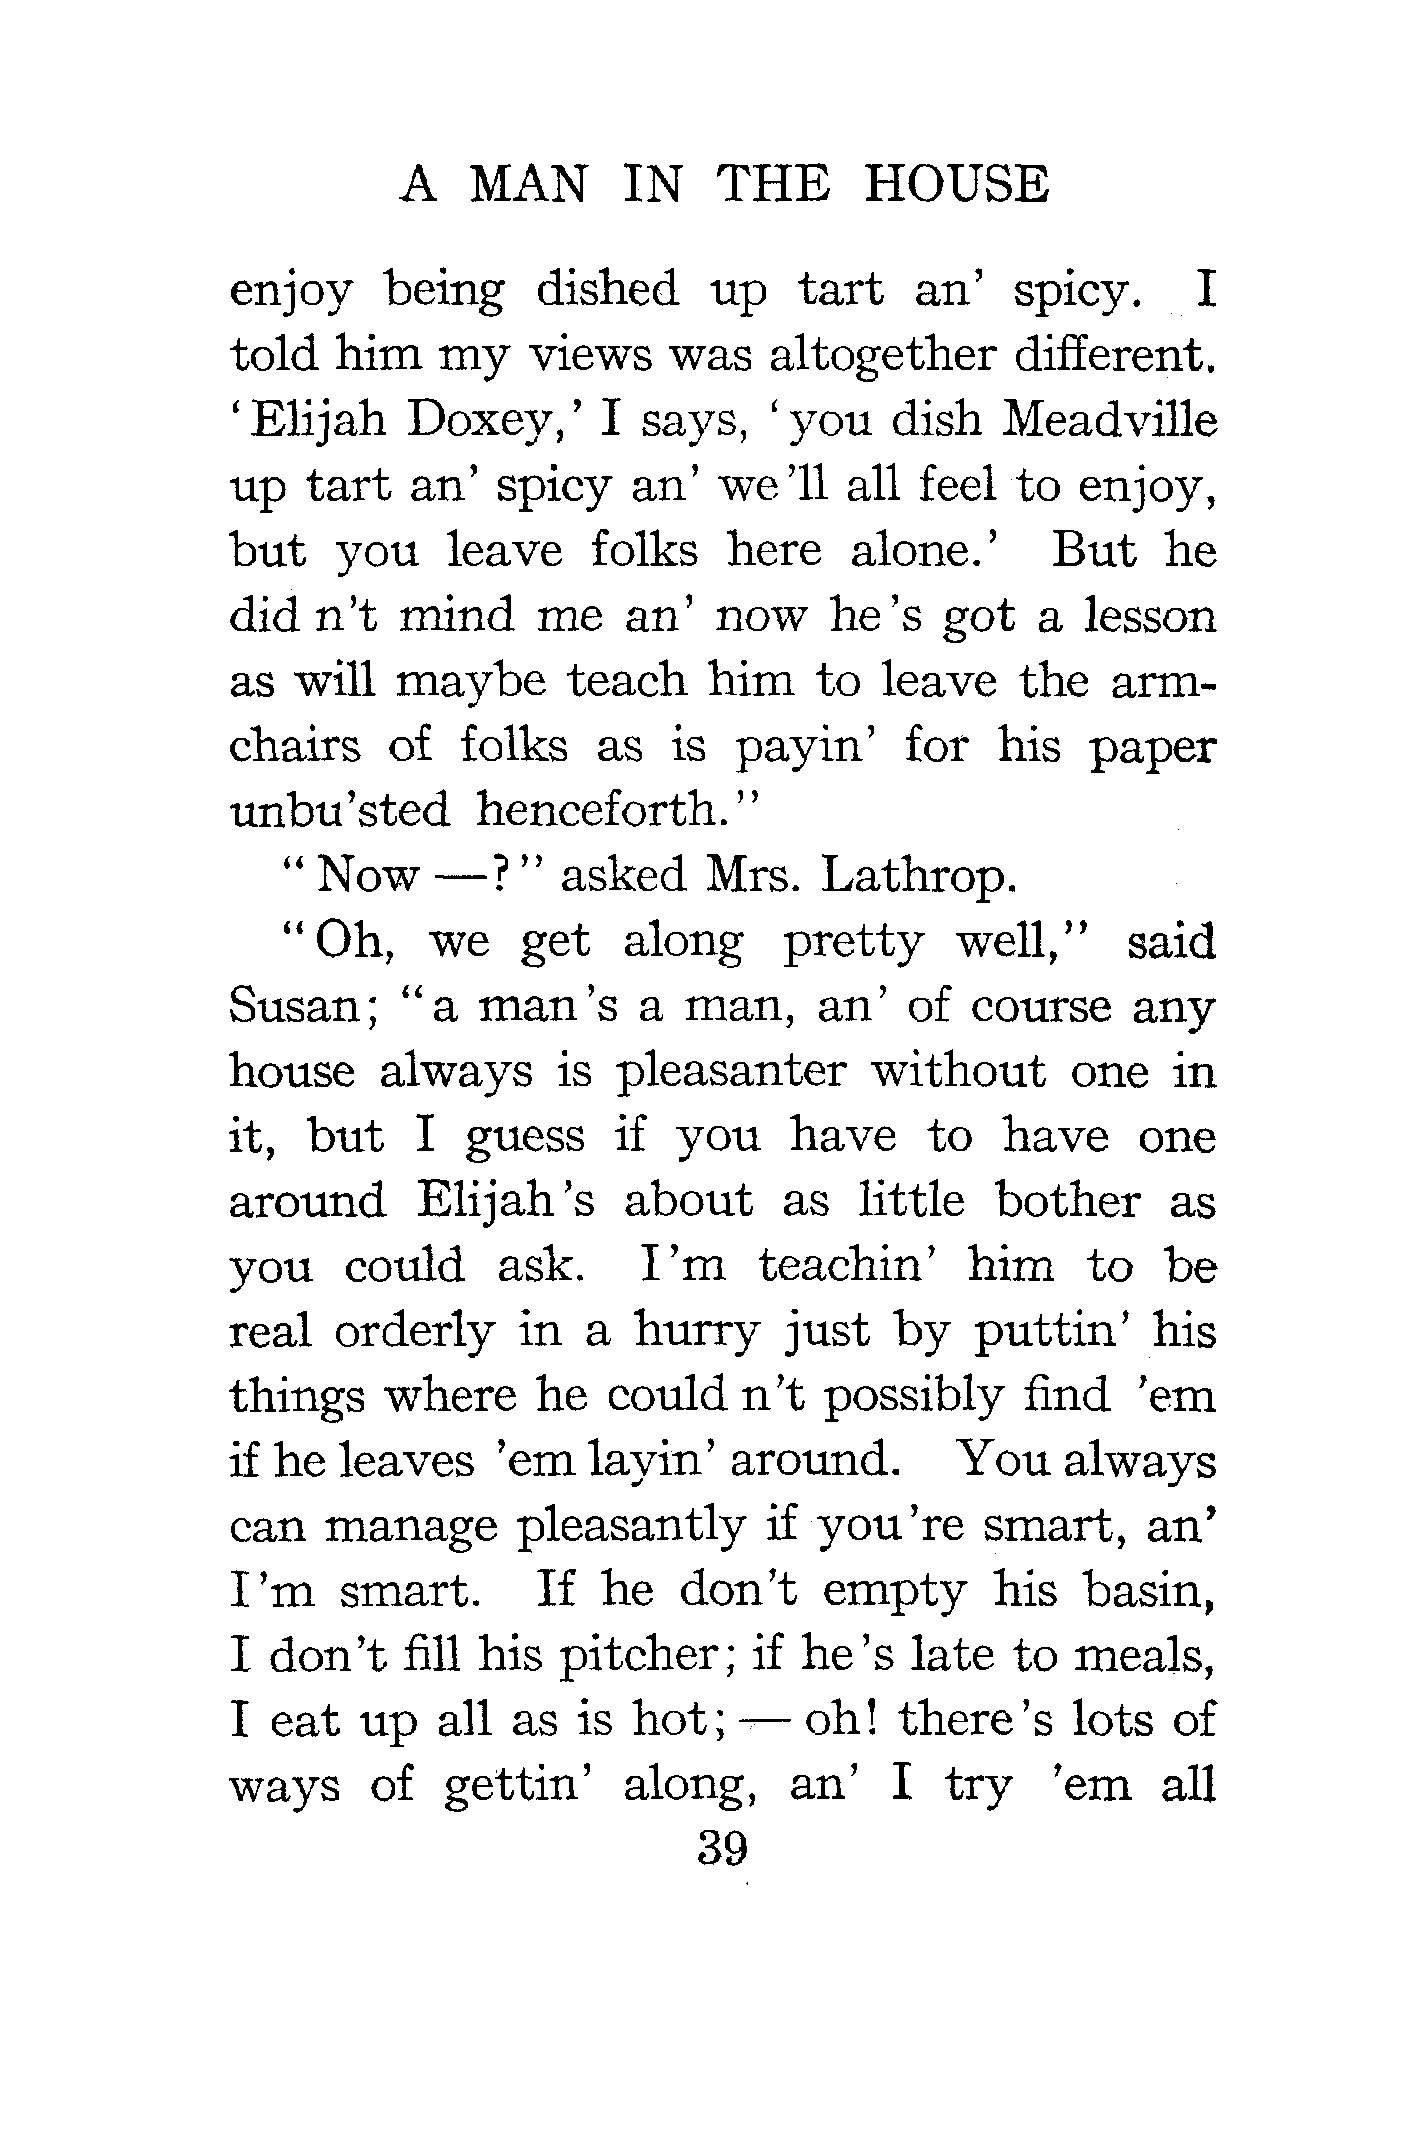 A MAN IN THE HOUSE
enjoy being dished up tart an' spicy. I
told him my views was altogether different.
'Elijah Doxey,' I says, 'you dish Meadville
up tart an' spicy an' we'll all feel to enjoy,
but you leave folks here alone.' But he
did n't mind me an' now he's got a lesson
as will maybe teach him to leave the arm-
chairs of folks as is payin' for his paper
unbu'sted henceforth."
"Now —?" asked Mrs. Lathrop.
"Oh, we get along pretty well," said
Susan; "a man's a man, an' of course any
house always is pleasanter without one in
it, but I guess if you have to have one
around Elijah's about as little bother as
you could ask. I'm teachin' him to be
real orderly in a hurry just by puttin' his
things where he could n't possibly find 'em
if he leaves 'em layin' around. You always
can manage pleasantly if you're smart, an'
I'm smart. If he don't empty his basin,
I don't fill his pitcher; if he's late to meals,
I eat up all as is hot; — oh! there's lots of
ways of gettin' along, an' I try 'em all
39